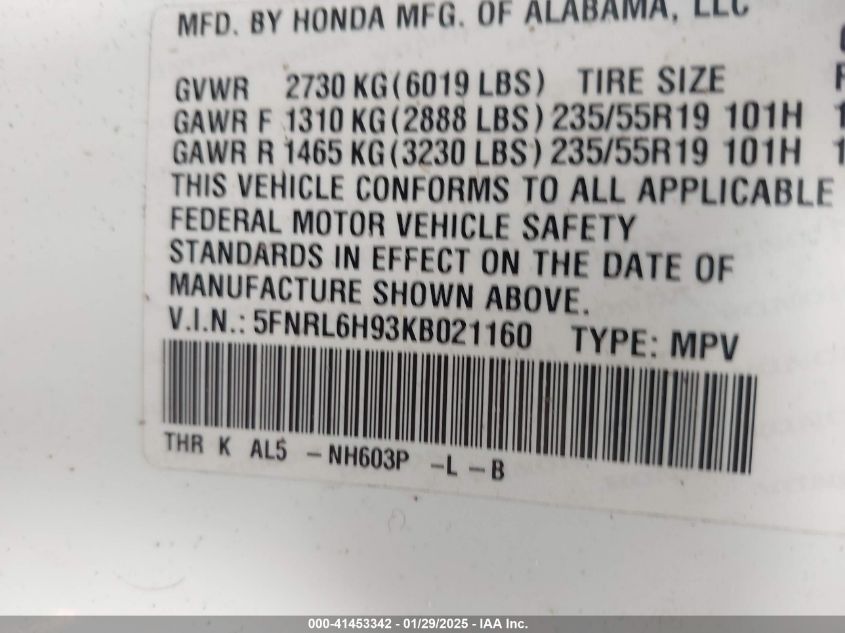 MFD. BY HONDA MFG. OF ALABAMA, LLC
GVWR 2730 KG(6019 LBS) TIRE SIZE
GAWR F 1310 KG(2888 LBS) 235/55R19 101H
GAWR R 1465 KG(3230 LBS) 235/55R19 101H
THIS VEHICLE CONFORMS TO ALL APPLICABLE
FEDERAL MOTOR VEHICLE SAFETY
STANDARDS IN EFFECT ON THE DATE OF
MANUFACTURE SHOWN ABOVE.
V.I.N.: 5FNRL6H93KB021160 TYPE: MPV
THR K AL5 -NH603P -L -B
000-41453342 - 01/29/2025 - IAA Inc.